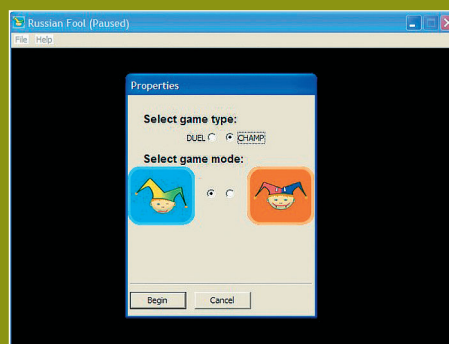 Russian Fool (Paused)
File Help
Properties
Select game type:
DUEL CHAMP
Select game mode:
Begin Cancel